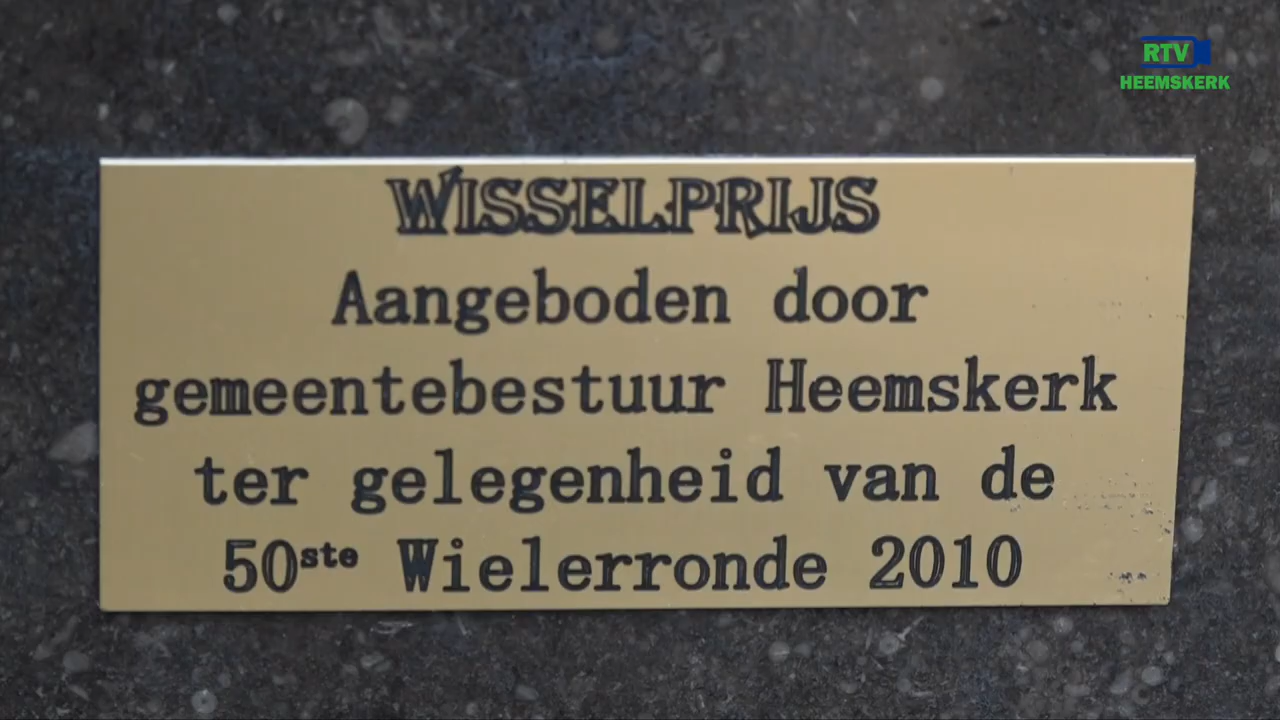 RTV
HEEMSKERK
WISSELPRIJS
Aangeboden door
gemeentebestuur Heemskerk
ter gelegenheid van de
50ste Wielerronde 2010